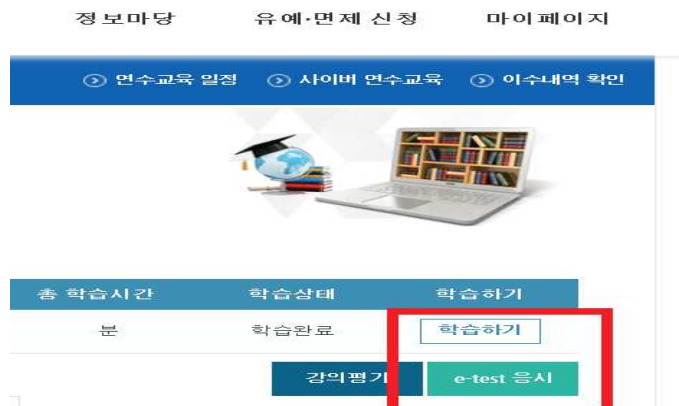 정보마당 유예·면제 신청 마이페이지
연수교육 일정 사이버 연수교육 이수내역 확인
총 학습시간 학습상태 학습하기
분 학습완료 학습하기
강의평가 e-test 응시